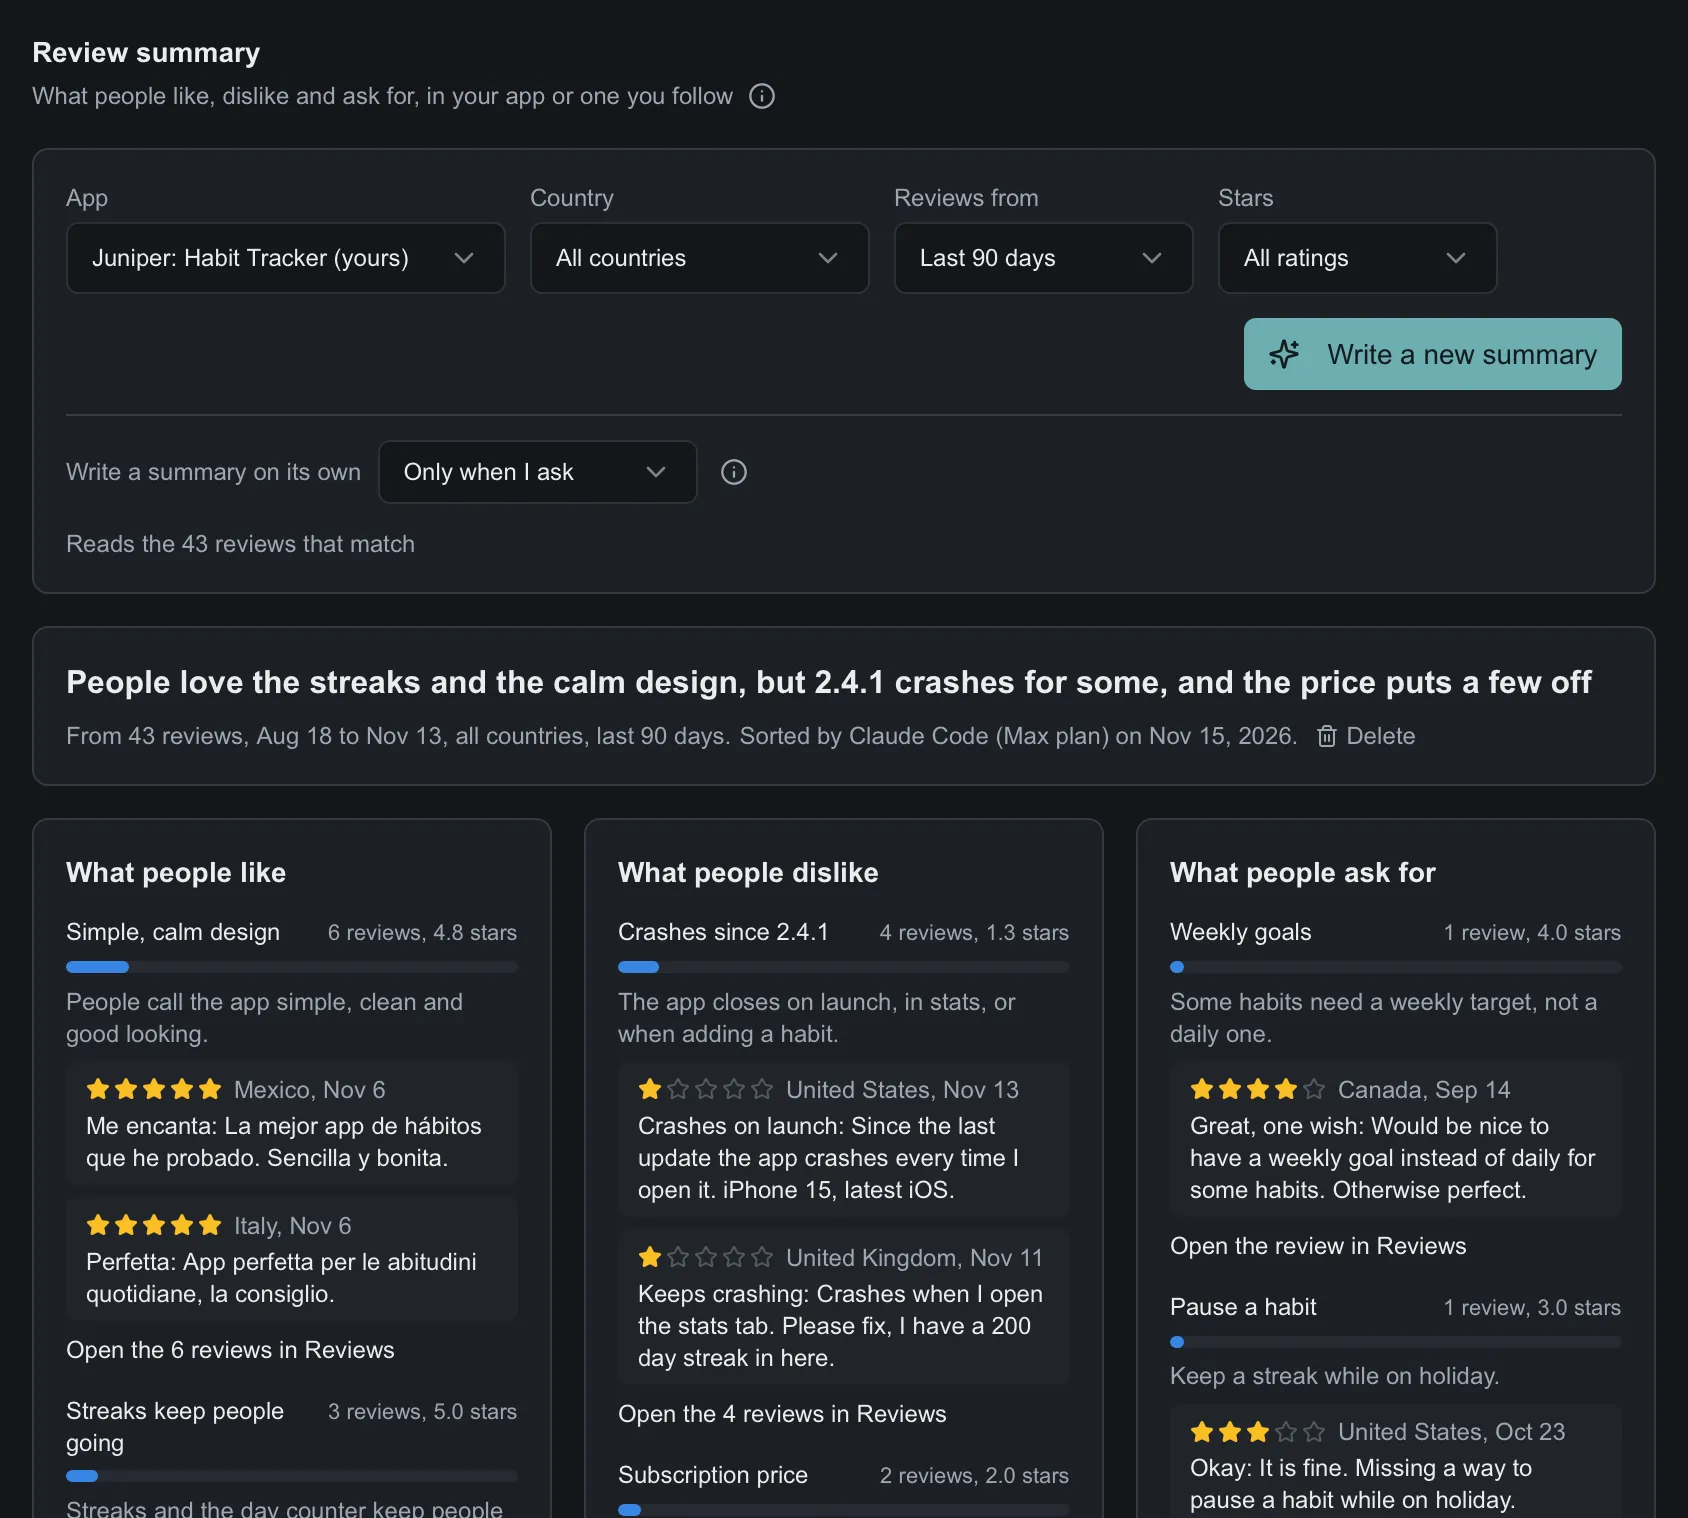 Review summary
What people like, dislike and ask for, in your app or one you follow
App
Country
Reviews from
Stars
Juniper: Habit Tracker (yours)
All countries
Last 90 days
All ratings
Write a new summary
Write a summary on its own
Only when I ask
Reads the 43 reviews that match
People love the streaks and the calm design, but 2.4.1 crashes for some, and the price puts a few off
From 43 reviews, Aug 18 to Nov 13, all countries, last 90 days. Sorted by Claude Code (Max plan) on Nov 15, 2026.
Delete
What people like
Simple, calm design
6 reviews, 4.8 stars
People call the app simple, clean and
good looking.
Mexico, Nov 6
Me encanta: La mejor app de hábitos
que he probado. Sencilla y bonita.
Italy, Nov 6
Perfetta: App perfetta per le abitudini
quotidiane, la consiglio.
Open the 6 reviews in Reviews
Streaks keep people
going
3 reviews, 5.0 stars
Streaks and the day counter keep people
What people dislike
Crashes since 2.4.1
4 reviews, 1.3 stars
The app closes on launch, in stats, or
when adding a habit.
United States, Nov 13
Crashes on launch: Since the last
update the app crashes every time I
open it. iPhone 15, latest iOS.
United Kingdom, Nov 11
Keeps crashing: Crashes when I open
the stats tab. Please fix, I have a 200
day streak in here.
Open the 4 reviews in Reviews
Subscription price
2 reviews, 2.0 stars
What people ask for
Weekly goals
1 review, 4.0 stars
Some habits need a weekly target, not a
daily one.
Canada, Sep 14
Great, one wish: Would be nice to
have a weekly goal instead of daily for
some habits. Otherwise perfect.
Open the review in Reviews
Pause a habit
1 review, 3.0 stars
Keep a streak while on holiday.
United States, Oct 23
Okay: It is fine. Missing a way to
pause a habit while on holiday.